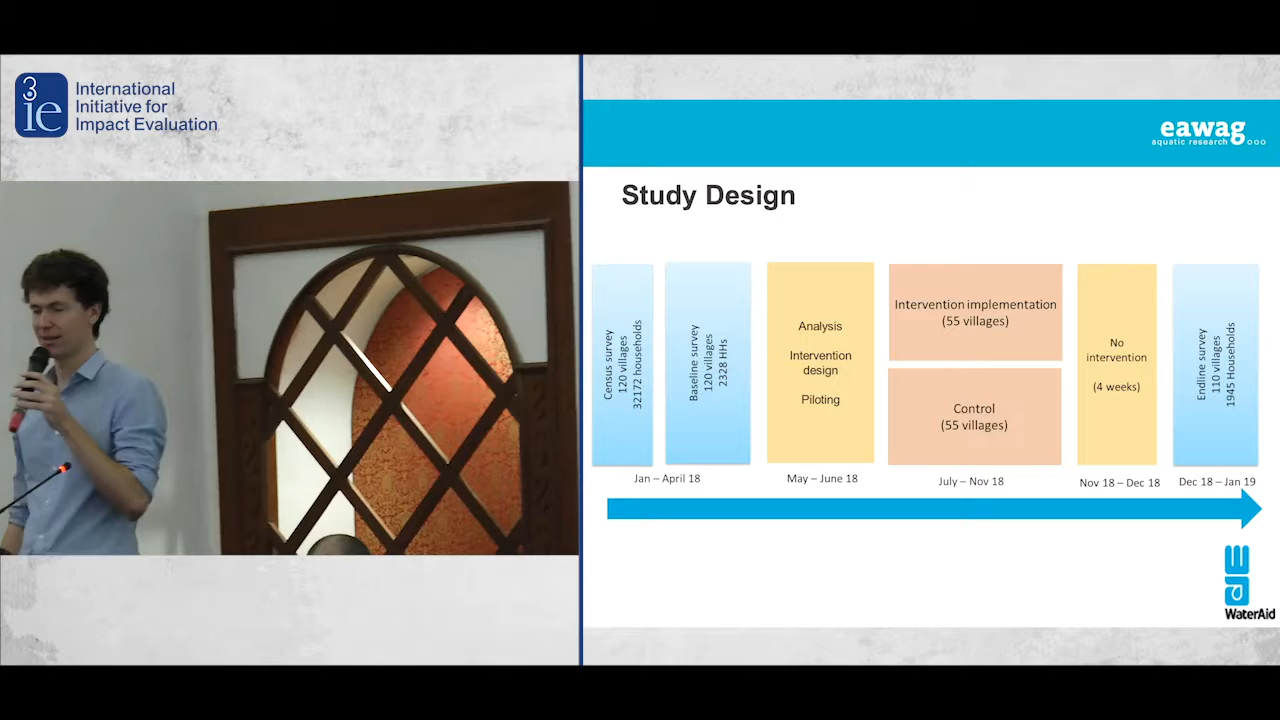 3
ie
International
Initiative for
Impact Evaluation
eawag
aquatic research
Study Design
Census survey
120 villages
32172 households
Baseline survey
120 villages
2328 HHs
Analysis
Intervention
design
Piloting
Intervention implementation
(55 villages)
Control
(55 villages)
No
intervention
(4 weeks)
Endline survey
110 villages
1945 Households
Jan – April 18
May – June 18
July – Nov 18
Nov 18 – Dec 18
Dec 18 – Jan 19
WaterAid